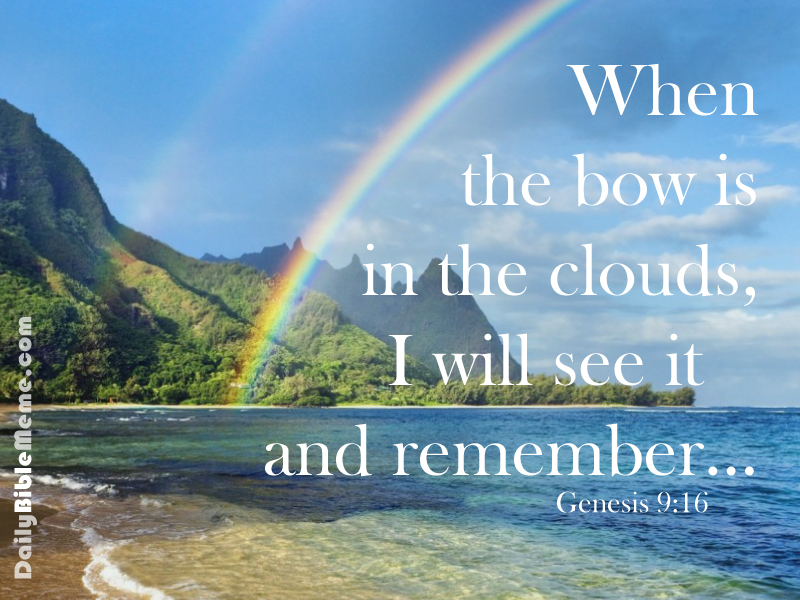 When
the bow is
in the clouds,
I will see it
and remember...
Genesis 9:16
DailyBibleMeme.com